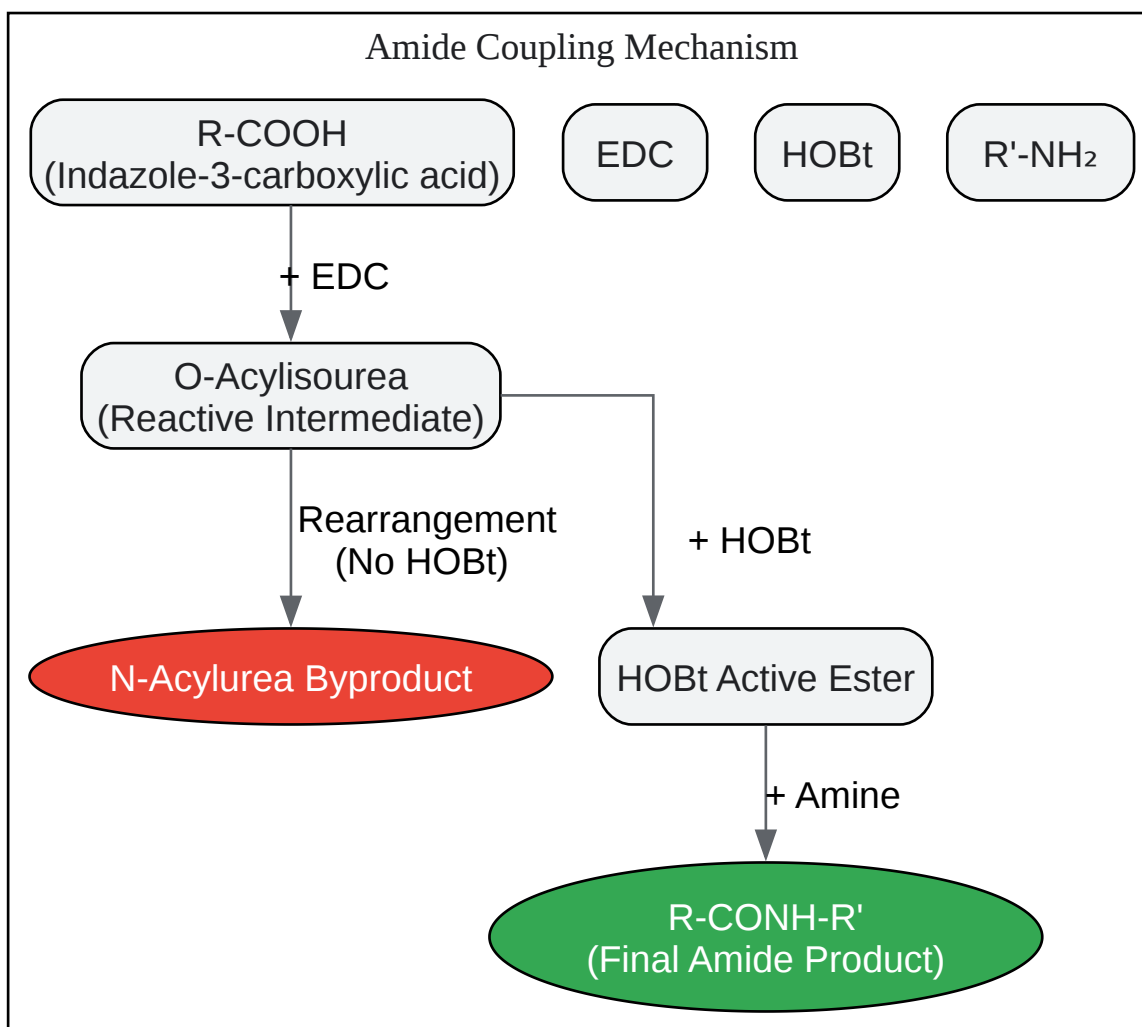 Amide Coupling Mechanism
R-COOH
(Indazole-3-carboxylic acid)
EDC
HOBt
R'-NH₂
+ EDC
O-Acylisourea
(Reactive Intermediate)
Rearrangement
(No HOBt)
+ HOBt
N-Acylurea Byproduct
HOBt Active Ester
+ Amine
R-CONH-R'
(Final Amide Product)